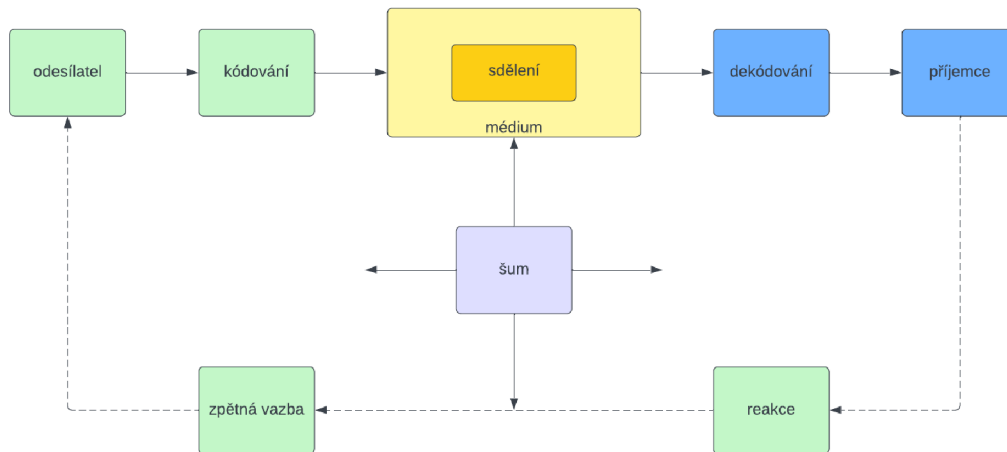 odesílatel
kódování
sdělení
médium
dekódování
příjemce
šum
zpětná vazba
reakce